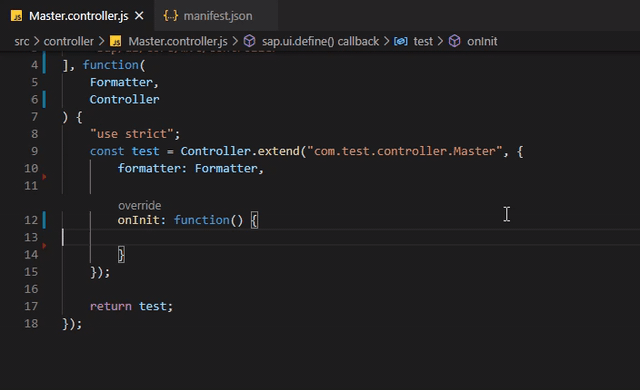 JS Master.controller.js × {..} manifest.json
src > controller > JS Master.controller.js > sap.ui.define() callback > test > onInit
4 ], function(
5 Formatter,
6 Controller
7 ) {
8 "use strict";
9 const test = Controller.extend("com.test.controller.Master", {
10 formatter: Formatter,
11
override
12 onInit: function() {
13
14 }
15 });
16
17 return test;
18 });